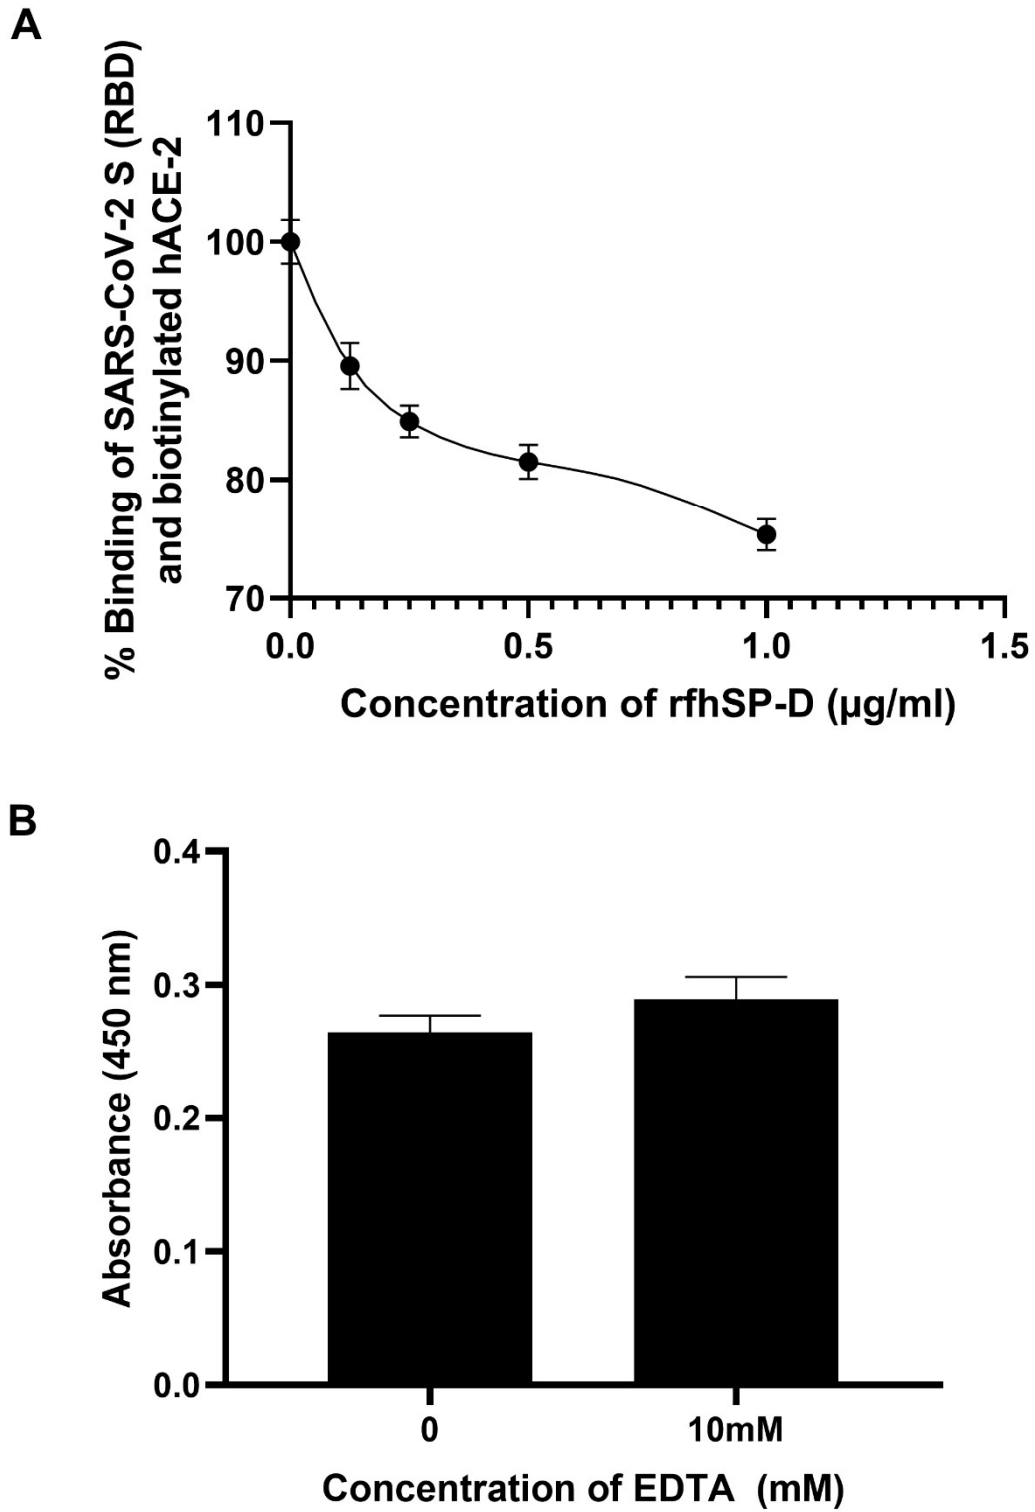 A
% Binding of SARS-CoV-2 S (RBD)
and biotinylated hACE-2
110
100
90
80
70
0.0
0.5
1.0
1.5
Concentration of rfhSP-D (µg/ml)
B
Absorbance (450 nm)
0.4
0.3
0.2
0.1
0.0
0
10mM
Concentration of EDTA (mM)